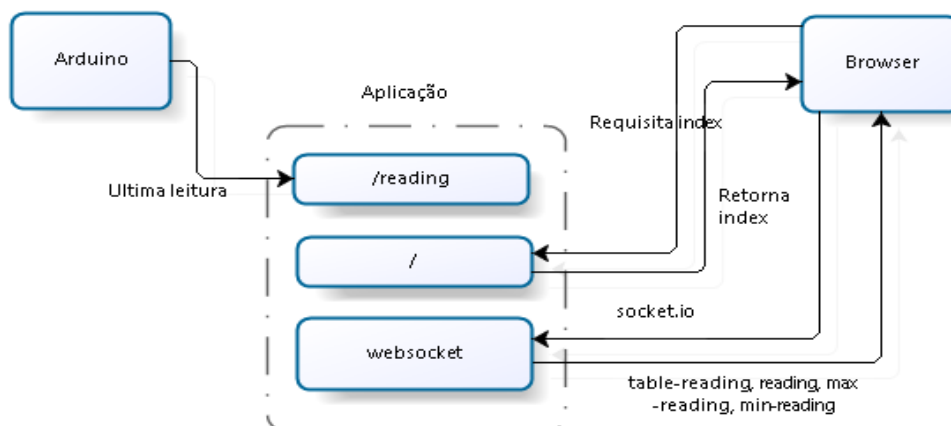 Arduino
Browser
Aplicação
Requisita index
/reading
Ultima leitura
Retorna
index
/
socket.io
websocket
table-reading, reading, max
-reading, min-reading